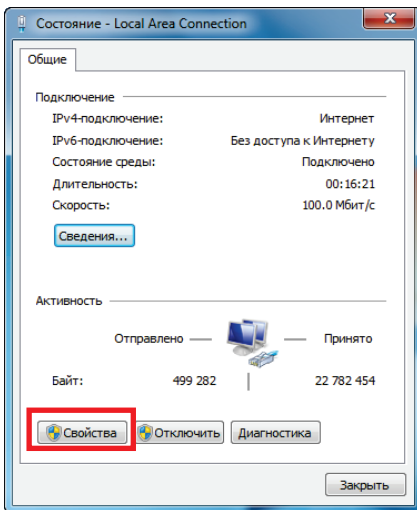 Состояние - Local Area Connection
Общие
Подключение
IPv4-подключение: Интернет
IPv6-подключение: Без доступа к Интернету
Состояние среды: Подключено
Длительность: 00:16:21
Скорость: 100.0 Мбит/с
Сведения...
Активность
Отправлено — — Принято
Байт: 499 282 22 782 454
Свойства Отключить Диагностика
Закрыть